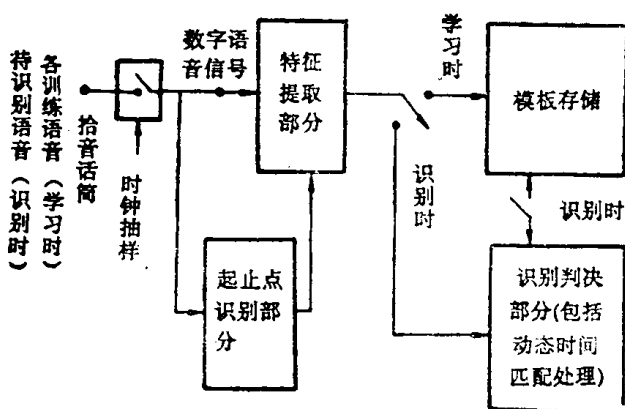 待识别语音（识别时）
各训练语音（学习时）
拾音话筒
时钟抽样
数字语
音信号
特征
提取
部分
起止点
识别部
分
学习时
识别时
模板存储
识别时
识别判决
部分(包括
动态时间
匹配处理)